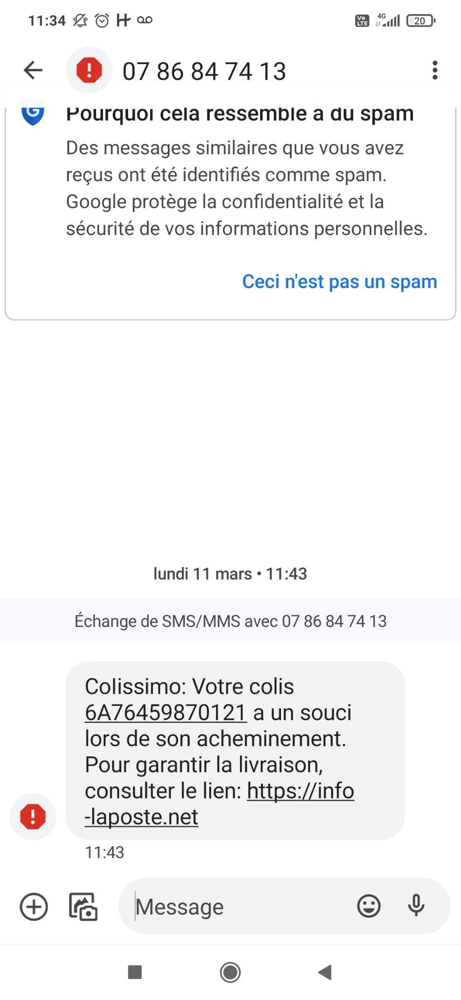 11:34
Vo LTE 4G 20
07 86 84 74 13
Pourquoi cela ressemble à du spam
Des messages similaires que vous avez
reçus ont été identifiés comme spam.
Google protège la confidentialité et la
sécurité de vos informations personnelles.
Ceci n'est pas un spam
lundi 11 mars • 11:43
Échange de SMS/MMS avec 07 86 84 74 13
Colissimo: Votre colis
6A76459870121 a un souci
lors de son acheminement.
Pour garantir la livraison,
consulter le lien: https://info
-laposte.net
11:43
Message